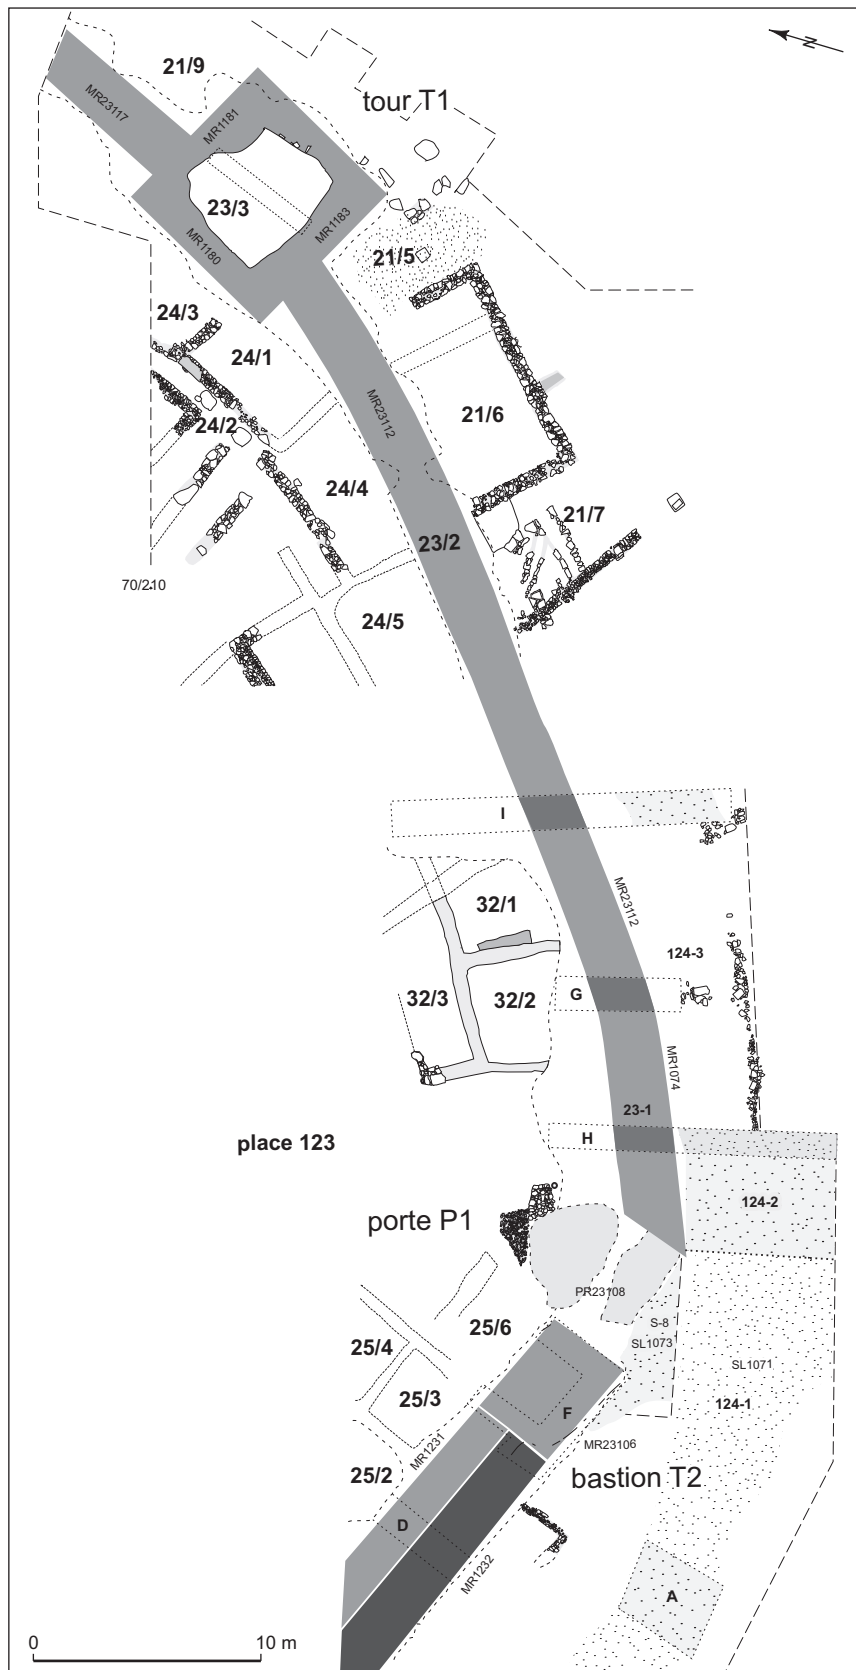 21/9
N
tour T1
MR23117
MR1181
23/3
MR1183
MR1180
21/5
24/3
24/1
24/2
MR23112
21/6
24/4
21/7
23/2
70/210
24/5
I
32/1
MR23112
124-3
32/3
32/2
G
MR1074
23-1
place 123
H
124-2
porte P1
PR23108
25/6
S-8
SL1073
25/4
SL1071
25/3
124-1
F
MR1231
MR23106
25/2
bastion T2
D
MR1232
A
0
10 m